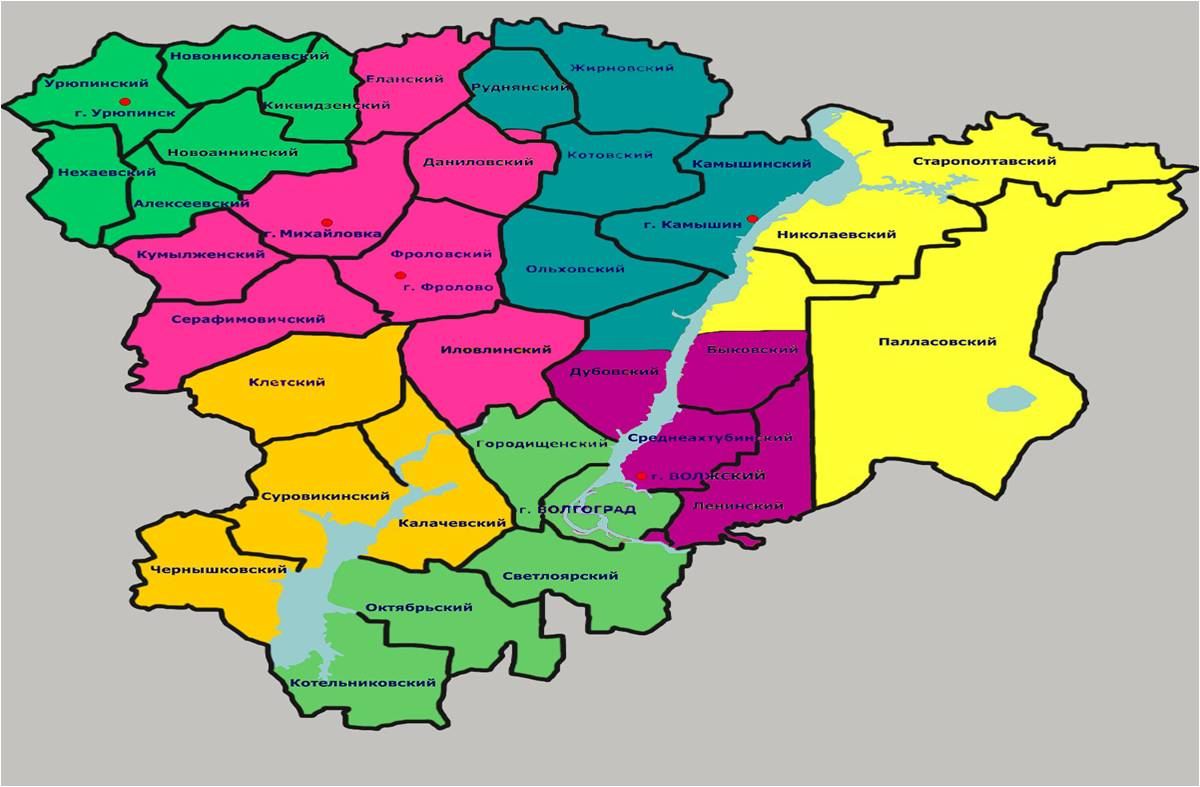 Новониколаевский
Урюпинский
г. Урюпинск
Киквидзенский
Еланский
Руднянский
Жирновский
Нехаевский
Новоаннинский
Алексеевский
Даниловский
Котовский
Камышинский
Старополтавский
г. Михайловка
г. Камышин
Николаевский
Кумылженский
Фроловский
г. Фролово
Ольховский
Серафимовичский
Иловлинский
Палласовский
Быковский
Дубовский
Клетский
Городищенский
Среднеахтубинский
г. ВОЛЖСКИЙ
Суровикинский
Калачевский
г. ВОЛГОГРАД
Ленинский
Чернышковский
Светлоярский
Октябрьский
Котельниковский